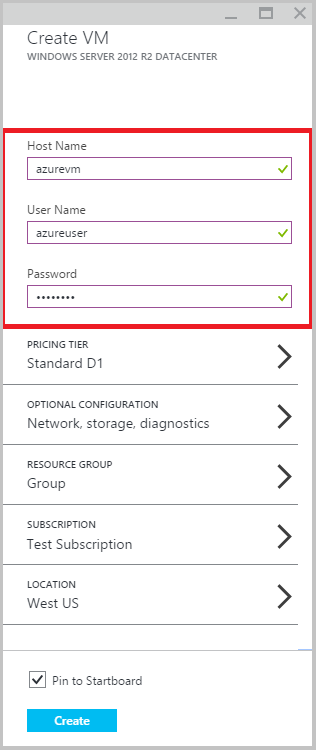 Create VM
WINDOWS SERVER 2012 R2 DATACENTER
Host Name
azurevm
User Name
azureuser
Password
••••••••
PRICING TIER
Standard D1
OPTIONAL CONFIGURATION
Network, storage, diagnostics
RESOURCE GROUP
Group
SUBSCRIPTION
Test Subscription
LOCATION
West US
Pin to Startboard
Create